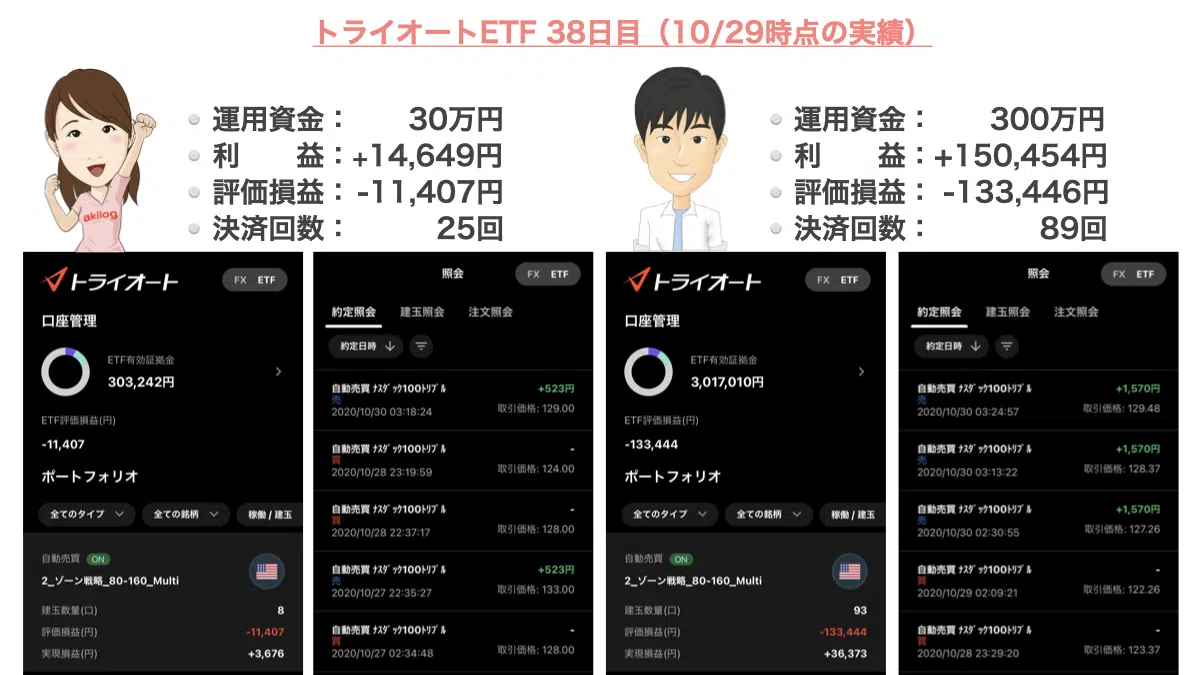 トライオートETF 38日目（10/29時点の実績）
運用資金： 30万円
利　　益：+14,649円
評価損益： -11,407円
決済回数： 25回
akilog
運用資金： 300万円
利　　益：+150,454円
評価損益： -133,446円
決済回数： 89回
トライオート
FX ETF
口座管理
ETF有効証拠金
303,242円
ETF評価損益(円)
-11,407
ポートフォリオ
全てのタイプ 全ての銘柄 稼働 / 建玉
自動売買 ON
2_ゾーン戦略_80-160_Multi
建玉数量(口) 8
評価損益(円) -11,407
実現損益(円) +3,676
照会
FX ETF
約定照会 建玉照会 注文照会
約定日時
自動売買 ﾅｽﾀﾞｯｸ100ﾄﾘﾌﾟﾙ +523円
売
2020/10/30 03:18:24 取引価格: 129.00
自動売買 ﾅｽﾀﾞｯｸ100ﾄﾘﾌﾟﾙ -
買
2020/10/28 23:19:59 取引価格: 124.00
自動売買 ﾅｽﾀﾞｯｸ100ﾄﾘﾌﾟﾙ -
買
2020/10/28 22:37:17 取引価格: 128.00
自動売買 ﾅｽﾀﾞｯｸ100ﾄﾘﾌﾟﾙ +523円
売
2020/10/27 22:35:27 取引価格: 133.00
自動売買 ﾅｽﾀﾞｯｸ100ﾄﾘﾌﾟﾙ -
買
2020/10/27 02:34:48 取引価格: 128.00
トライオート
FX ETF
口座管理
ETF有効証拠金
3,017,010円
ETF評価損益(円)
-133,444
ポートフォリオ
全てのタイプ 全ての銘柄 稼働 / 建玉
自動売買 ON
2_ゾーン戦略_80-160_Multi
建玉数量(口) 93
評価損益(円) -133,444
実現損益(円) +36,373
照会
FX ETF
約定照会 建玉照会 注文照会
約定日時
自動売買 ﾅｽﾀﾞｯｸ100ﾄﾘﾌﾟﾙ +1,570円
売
2020/10/30 03:24:57 取引価格: 129.48
自動売買 ﾅｽﾀﾞｯｸ100ﾄﾘﾌﾟﾙ +1,570円
売
2020/10/30 03:13:22 取引価格: 128.37
自動売買 ﾅｽﾀﾞｯｸ100ﾄﾘﾌﾟﾙ +1,570円
売
2020/10/30 02:30:55 取引価格: 127.26
自動売買 ﾅｽﾀﾞｯｸ100ﾄﾘﾌﾟﾙ -
買
2020/10/29 02:09:21 取引価格: 122.26
自動売買 ﾅｽﾀﾞｯｸ100ﾄﾘﾌﾟﾙ -
買
2020/10/28 23:29:20 取引価格: 123.37